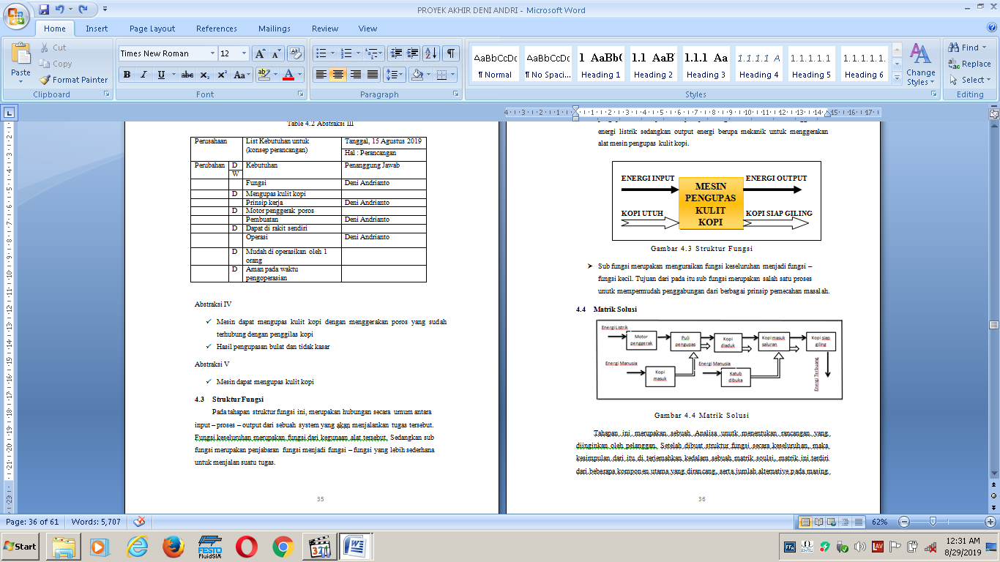 PROYEK AKHIR DENI ANDRI - Microsoft Word
Home Insert Page Layout References Mailings Review View
Paste
Cut
Copy
Format Painter
Clipboard
Times New Roman 12
Font
Paragraph
AaBbCcDc AaBbCcDc 1 AaBb( 1.1 AaB 1.1.1 Aa 1.1.1.1 A 1.1.1.1.1 1.1.1.1.1.
¶ Normal ¶ No Spaci... Heading 1 Heading 2 Heading 3 Heading 4 Heading 5 Heading 6
Change
Styles
Styles
Find
Replace
Select
Editing
Table 4.2 Abstraksi III
Perusahaan List Kebutuhan untuk Tanggal, 15 Agustus 2019
(konsep perancangan) Hal : Perancangan
Perubahan D Kebutuhan Penanggung Jawab
W
Fungsi Deni Andrianto
D Mengupas kulit kopi
Prinsip kerja Deni Andrianto
D Motor penggerak poros
Pembuatan Deni Andrianto
D Dapat di rakit sendiri
Operasi Deni Andrianto
D Mudah di operasikan oleh 1
orang
D Aman pada waktu
pengoperasian
Abstraksi IV
✓ Mesin dapat mengupas kulit kopi dengan menggerakan poros yang sudah
terhubung dengan penggilas kopi
✓ Hasil pengupasan bulat dan tidak kasar
Abstraksi V
✓ Mesin dapat mengupas kulit kopi
4.3 Struktur Fungsi
Pada tahapan struktur fungsi ini, merupakan hubungan secara umum antara
input – proses – output dari sebuah system yang akan menjalankan tugas tersebut.
Fungsi keseluruhan merupakan fungsi dari kegunaan alat tersebut. Sedangkan sub
fungsi merupakan penjabaran fungsi menjadi fungsi – fungsi yang lebih sederhana
untuk menjalan suatu tugas.
35
energi listrik sedangkan output energi berupa mekanik untuk menggerakan
alat mesin pengupas kulit kopi.
ENERGI INPUT
KOPI UTUH
MESIN
PENGUPAS
KULIT
KOPI
ENERGI OUTPUT
KOPI SIAP GILING
Gambar 4.3 Struktur Fungsi
➢ Sub fungsi merupakan menguraikan fungsi keseluruhan menjadi fungsi –
fungsi kecil. Tujuan dari pada itu sub fungsi merupakan salah satu proses
unutk mempermudah penggabungan dari berbagai prinsip pemecahan masalah.
4.4 Matrik Solusi
Energi Listrik
Motor
penggerak
Puli
pengupas
Kopi
diaduk
Kopi masuk
saluran
Kopi siap
giling
Energi Manusia
Kopi
masuk
Energi Manusia
Katub
dibuka
Energi Terbuang
Gambar 4.4 Matrik Solusi
Tahapan ini merupakan sebuah Analisa unutk menentukan rancangan yang
diinginkan oleh pelanggan. Setelah dibuat struktur fungsi secara keseluruhan, maka
kesimpulan dari itu di terjemahkan kedalam sebuah matrik soulsi, matrik ini terdiri
dari beberapa komponen utama yang dirancang, serta jumlah alternative pada masing
36
Page: 36 of 61 Words: 5,707
62%
Start
FESTO
FluidSIM
321
12:31 AM
8/29/2019